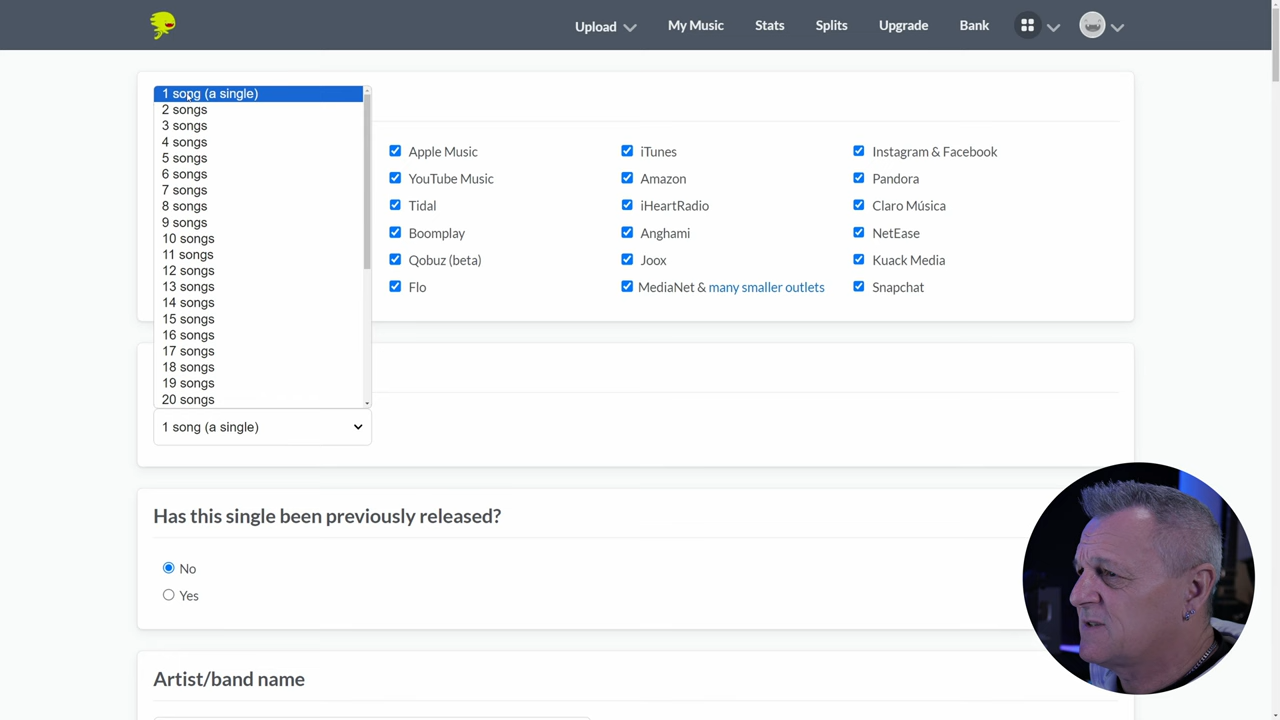 Upload My Music Stats Splits Upgrade Bank
1 song (a single)
2 songs
3 songs
4 songs
5 songs
6 songs
7 songs
8 songs
9 songs
10 songs
11 songs
12 songs
13 songs
14 songs
15 songs
16 songs
17 songs
18 songs
19 songs
20 songs
Apple Music iTunes Instagram & Facebook
YouTube Music Amazon Pandora
Tidal iHeartRadio Claro Música
Boomplay Anghami NetEase
Qobuz (beta) Joox Kuack Media
Flo MediaNet & many smaller outlets Snapchat
1 song (a single)
Has this single been previously released?
No
Yes
Artist/band name